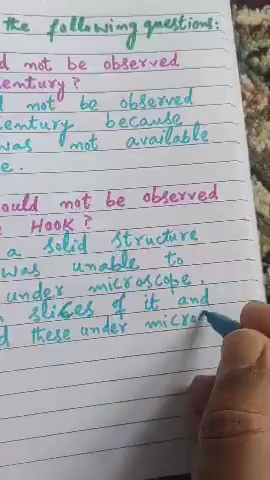 the following questions:
d not be observed
entury?
d not be observed
entury because
was not available
e.
ould not be observed
e HOOK?
a solid structure
was unable to
under microscope.
n slices of it and
d these under micros